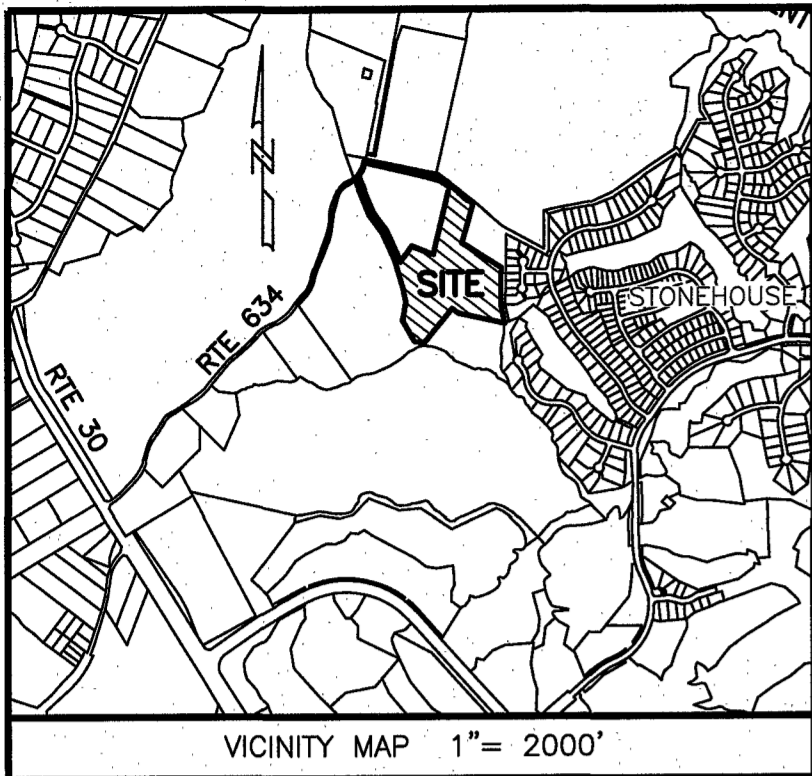 N
SITE
STONEHOUSE
RTE 634
RTE 30
VICINITY MAP 1"= 2000'